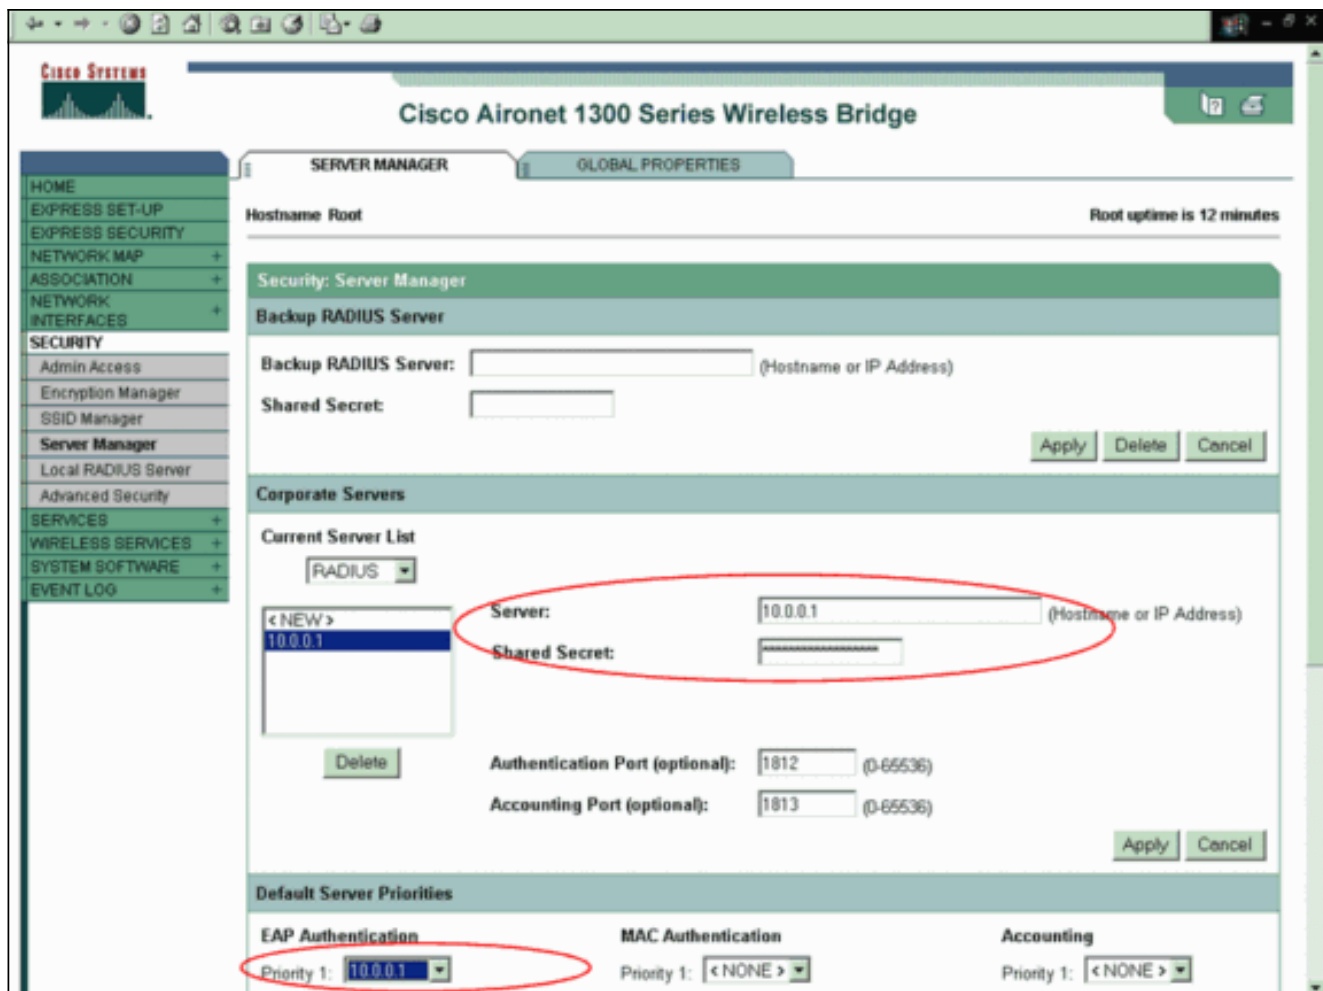 CISCO SYSTEMS
Cisco Aironet 1300 Series Wireless Bridge
SERVER MANAGER
GLOBAL PROPERTIES
HOME
EXPRESS SET-UP
EXPRESS SECURITY
NETWORK MAP +
ASSOCIATION +
NETWORK
INTERFACES +
SECURITY
Admin Access
Encryption Manager
SSID Manager
Server Manager
Local RADIUS Server
Advanced Security
SERVICES +
WIRELESS SERVICES +
SYSTEM SOFTWARE +
EVENT LOG +
Hostname Root Root uptime is 12 minutes
Security: Server Manager
Backup RADIUS Server
Backup RADIUS Server: (Hostname or IP Address)
Shared Secret:
Apply Delete Cancel
Corporate Servers
Current Server List
RADIUS
< NEW >
10.0.0.1
Delete
Server: 10.0.0.1 (Hostname or IP Address)
Shared Secret:
Authentication Port (optional): 1812 (0-65536)
Accounting Port (optional): 1813 (0-65536)
Apply Cancel
Default Server Priorities
EAP Authentication MAC Authentication Accounting
Priority 1: 10.0.0.1 Priority 1: < NONE > Priority 1: < NONE >